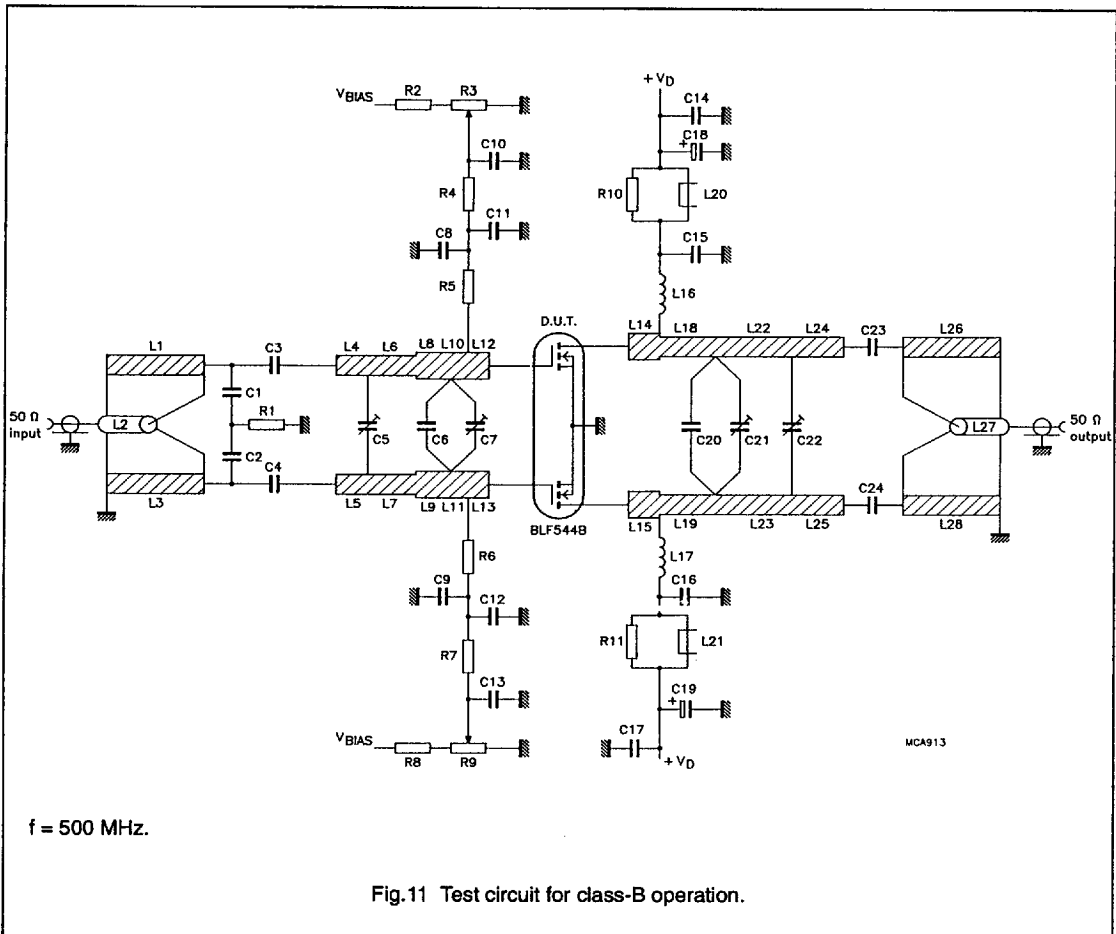 + VD
VBIAS R2 R3 C14
C18
+
C10
R4 R10 L20
C11
C8 C15
R5 L16
D.U.T.
L1 C3 L4 L6 L8 L10 L12 L14 L18 L22 L24 C23 L26
C1
50 Ω input L2 R1 C5 C6 C7 C20 C21 C22 L27 50 Ω output
C2
C4 C24
L3 L5 L7 L9 L11 L13 BLF544B L15 L19 L23 L25 L28
R6 L17
C9 C16
C12
R7 R11 L21
C13 + C19
VBIAS R8 R9 C17 + VD
MCA913
f = 500 MHz.
Fig.11 Test circuit for class-B operation.